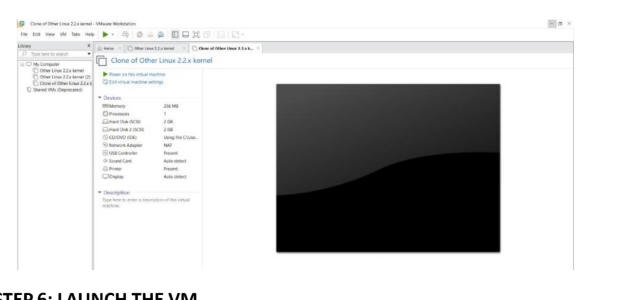 Clone of Other Linux 2.2.x kernel - VMware Workstation
File Edit View VM Tabs Help
Library
Type here to search
My Computer
Other Linux 2.2.x kernel
Other Linux 2.2.x kernel (2)
Clone of Other Linux 2.2.x k
Shared VMs (Deprecated)
Home
Other Linux 2.2.x kernel
Clone of Other Linux 2.2.x k...
Clone of Other Linux 2.2.x kernel
Power on this virtual machine
Edit virtual machine settings
Devices
Memory 256 MB
Processors 1
Hard Disk (SCSI) 2 GB
Hard Disk 2 (SCSI) 2 GB
CD/DVD (IDE) Using file C:\Use...
Network Adapter NAT
USB Controller Present
Sound Card Auto detect
Printer Present
Display Auto detect
Description
Type here to enter a description of this virtual
machine.
STEP 6: LAUNCH THE VM